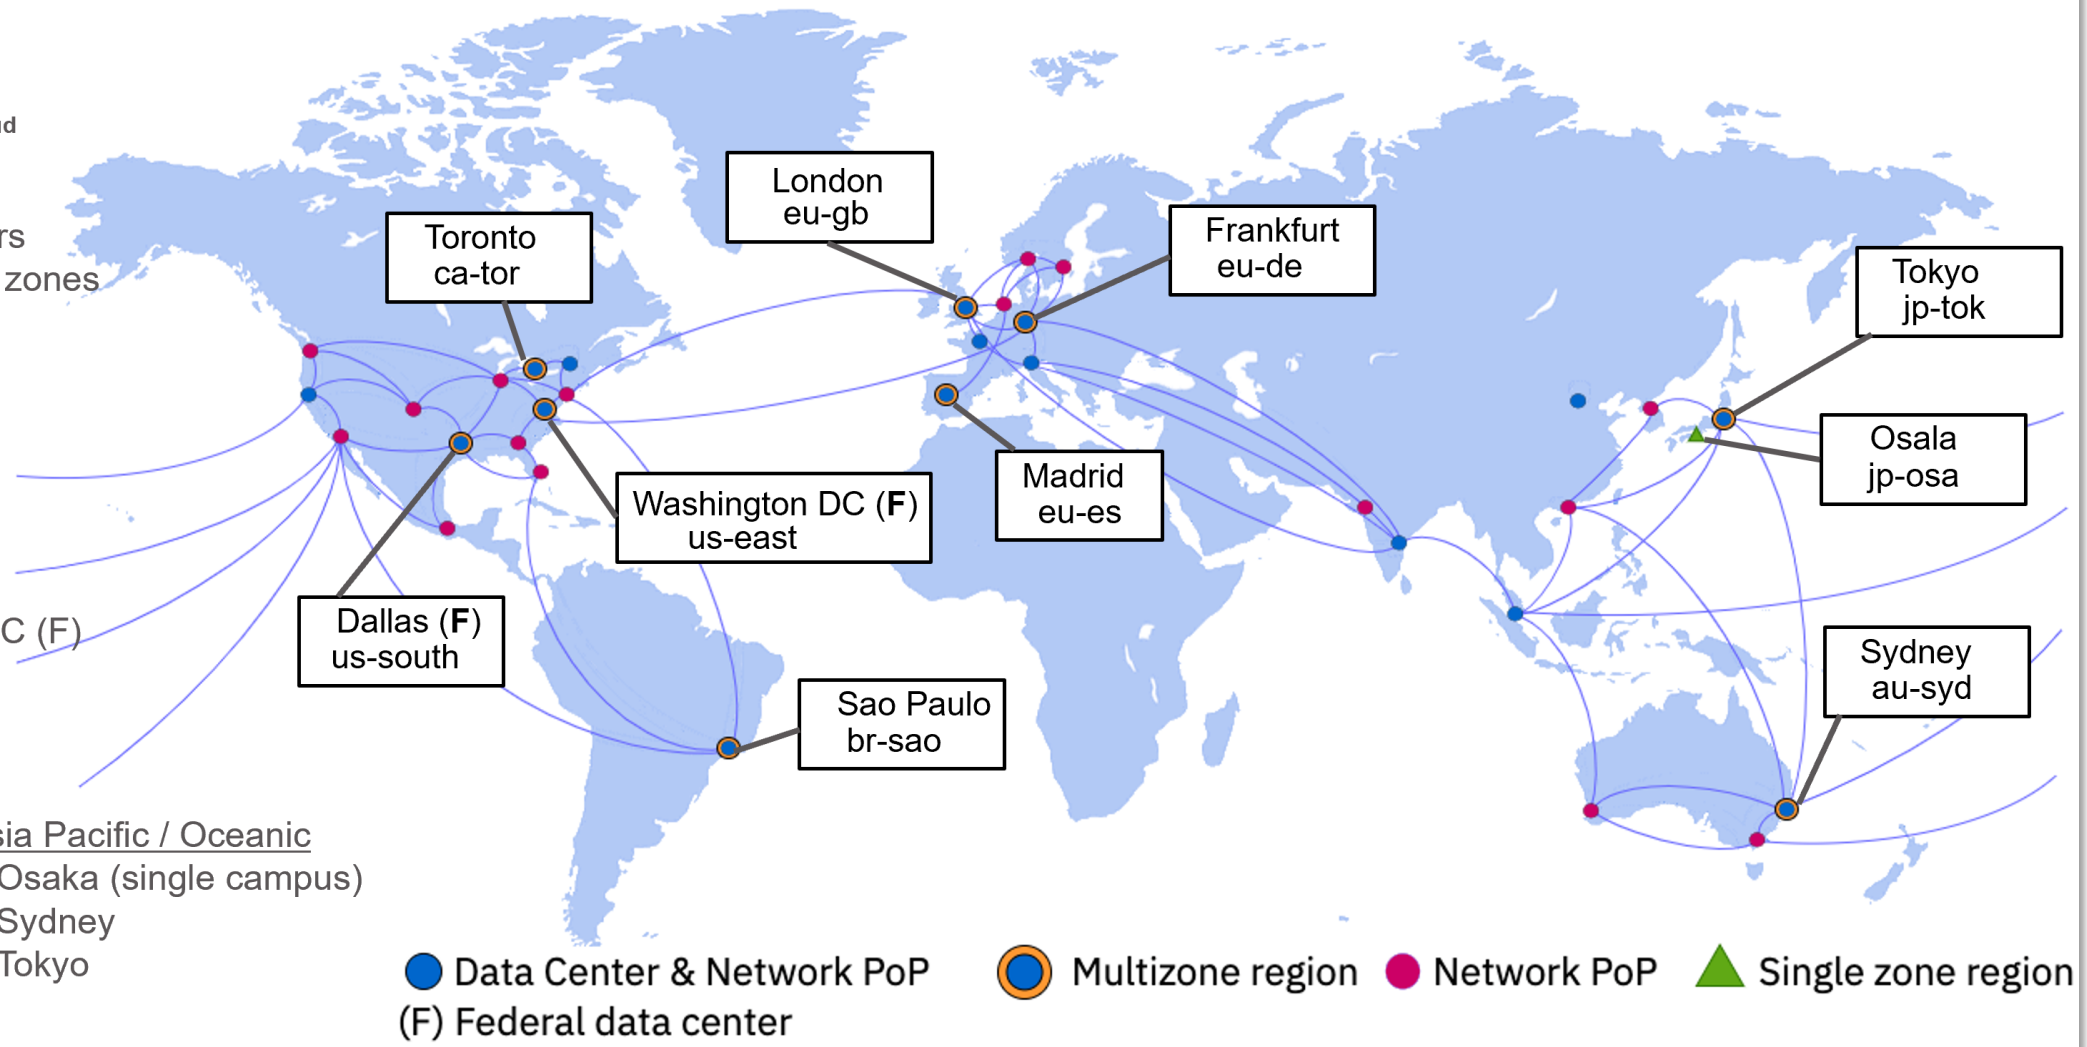 ud
rs
zones
C (F)
sia Pacific / Oceanic
Osaka (single campus)
Sydney
Tokyo
Toronto
ca-tor
London
eu-gb
Frankfurt
eu-de
Tokyo
jp-tok
Osala
jp-osa
Madrid
eu-es
Washington DC (F)
us-east
Dallas (F)
us-south
Sao Paulo
br-sao
Sydney
au-syd
Data Center & Network PoP
Multizone region
Network PoP
Single zone region
(F) Federal data center